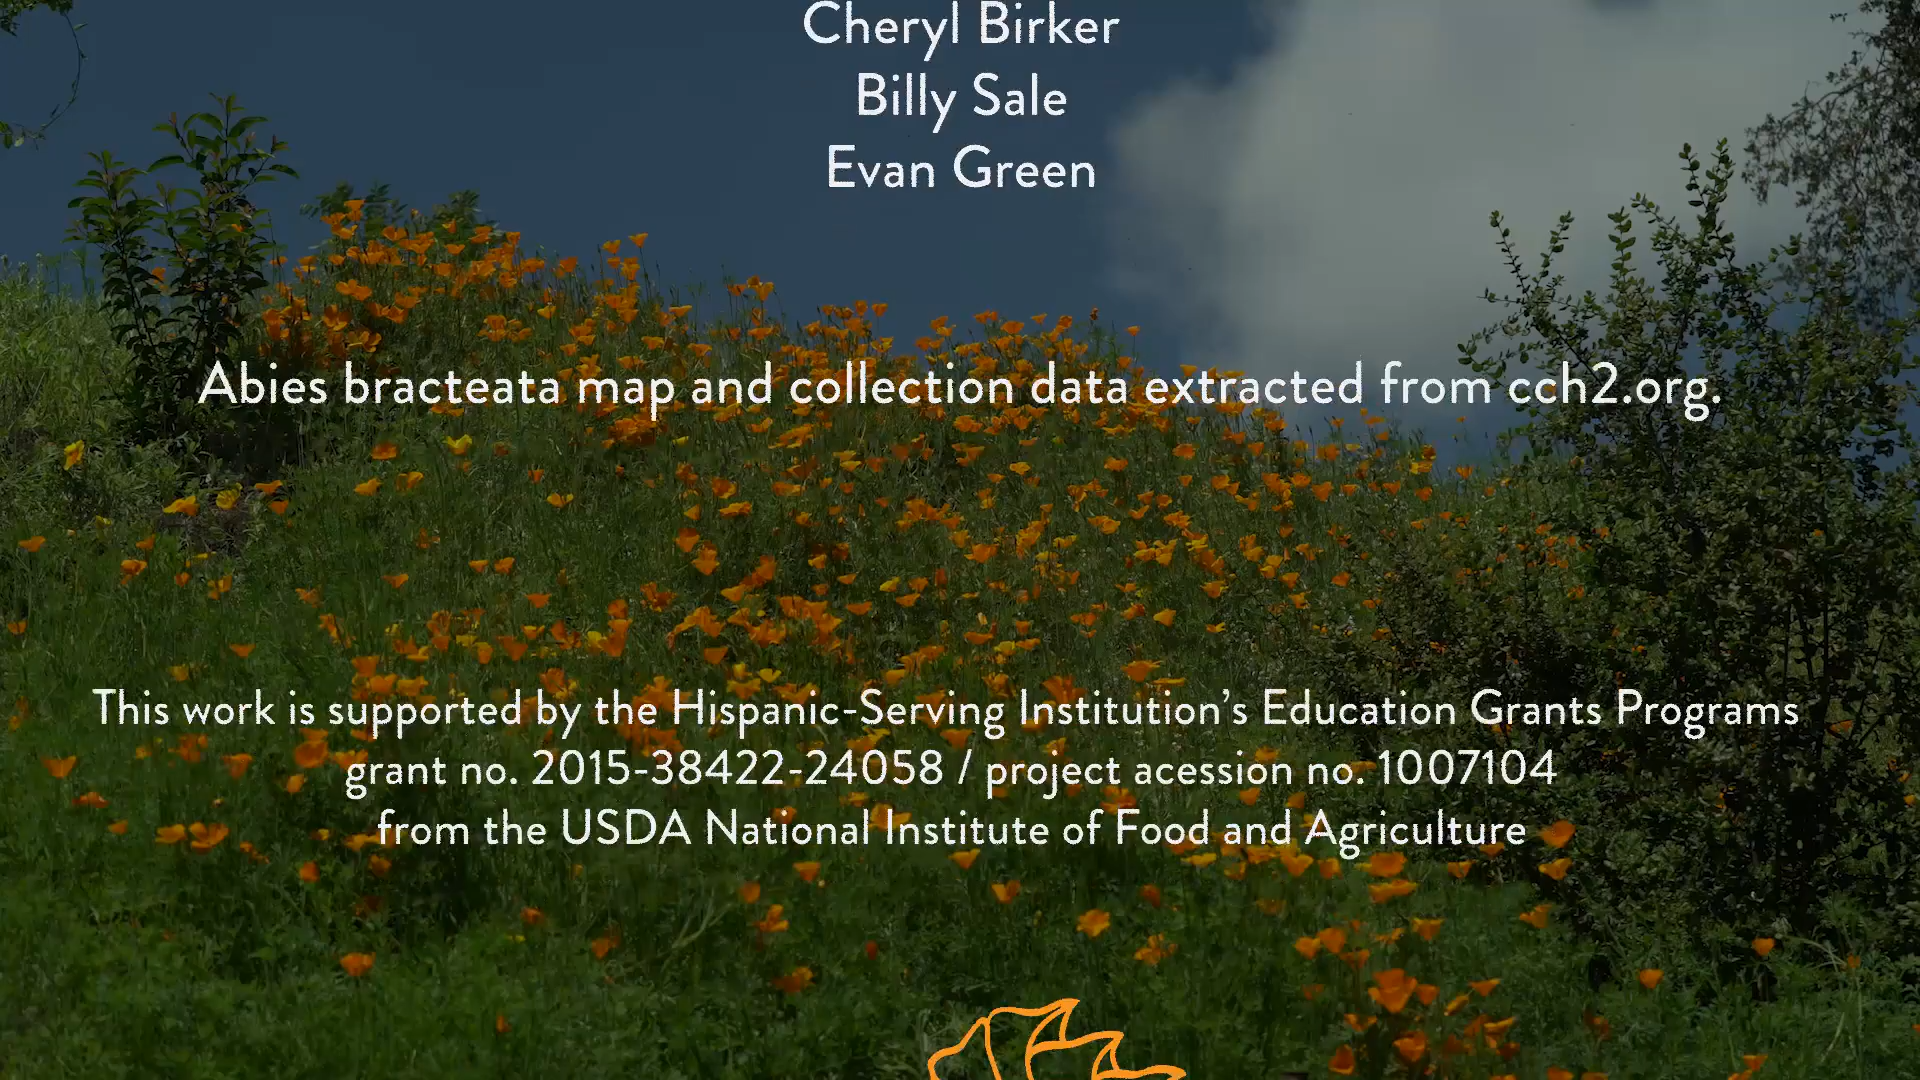 Cheryl Birker
Billy Sale
Evan Green
Abies bracteata map and collection data extracted from cch2.org.
This work is supported by the Hispanic-Serving Institution’s Education Grants Programs
grant no. 2015-38422-24058 / project acession no. 1007104
from the USDA National Institute of Food and Agriculture